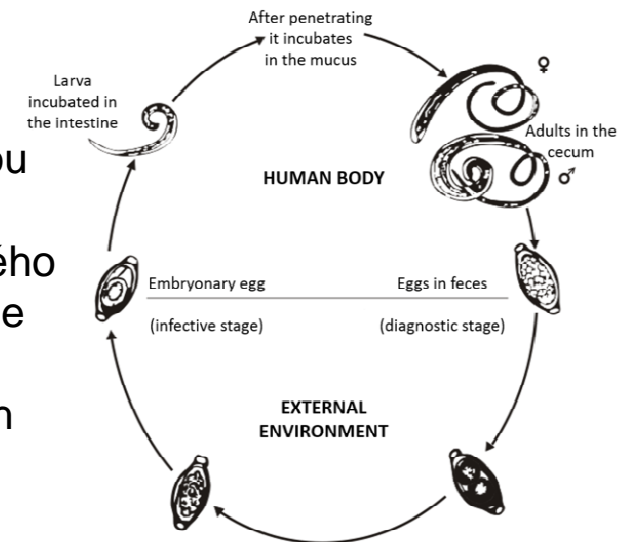 After penetrating
it incubates
in the mucus
Larva
incubated in
the intestine
♀
Adults in the
cecum
♂
HUMAN BODY
Embryonary egg
Eggs in feces
(infective stage)
(diagnostic stage)
EXTERNAL
ENVIRONMENT